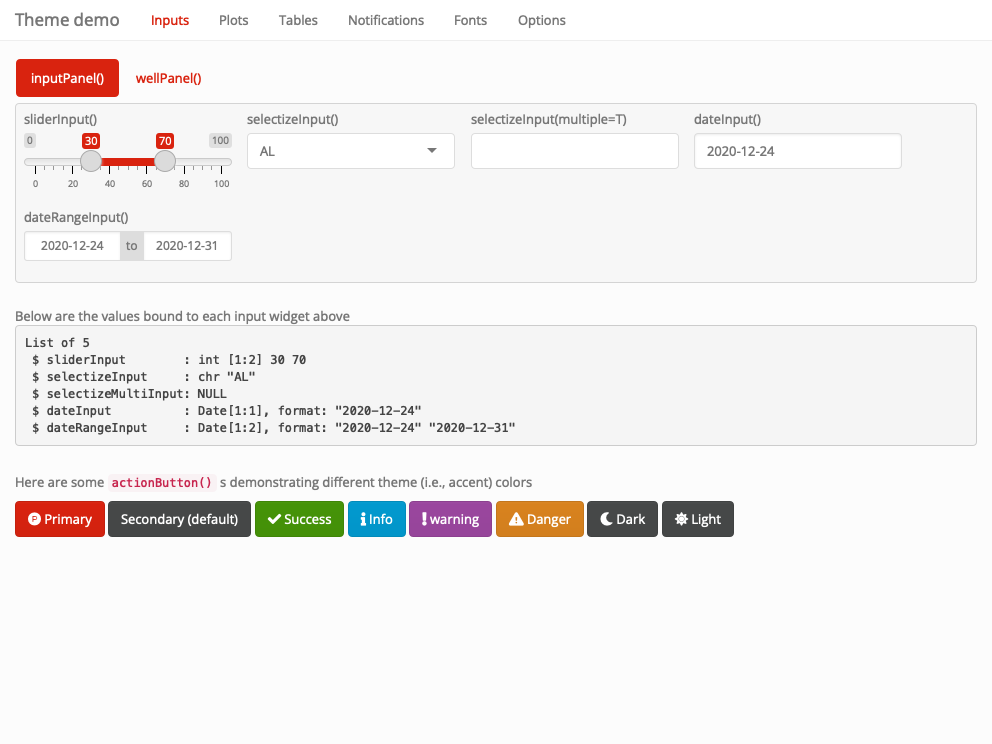 Theme demo Inputs Plots Tables Notifications Fonts Options
inputPanel() wellPanel()
sliderInput() selectizeInput() selectizeInput(multiple=T) dateInput()
0 30 70 100
AL 2020-12-24
0 20 40 60 80 100
dateRangeInput()
2020-12-24 to 2020-12-31
Below are the values bound to each input widget above
List of 5
$ sliderInput : int [1:2] 30 70
$ selectizeInput : chr "AL"
$ selectizeMultiInput: NULL
$ dateInput : Date[1:1], format: "2020-12-24"
$ dateRangeInput : Date[1:2], format: "2020-12-24" "2020-12-31"
Here are some actionButton() s demonstrating different theme (i.e., accent) colors
Primary Secondary (default) Success Info warning Danger Dark Light